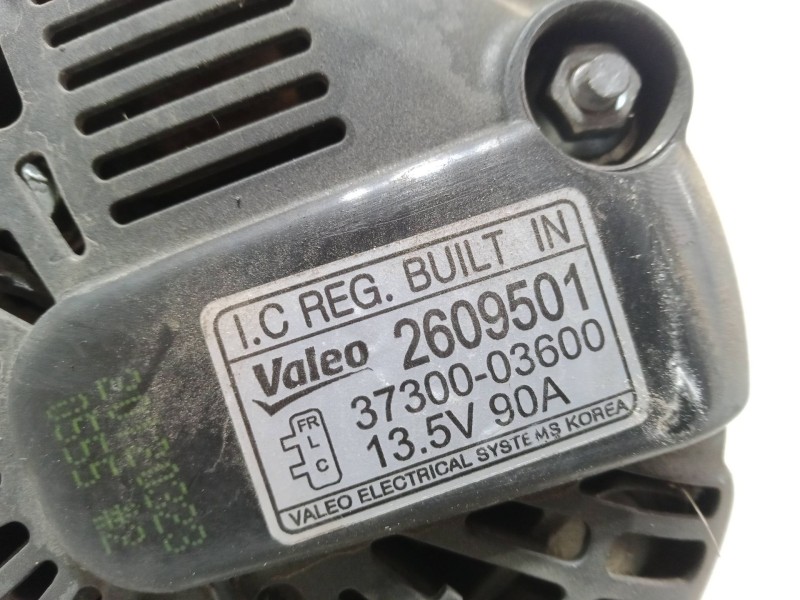 I.C REG. BUILT IN
Valeo 2609501
37300-03600
13.5V 90A
FR
L
C
VALEO ELECTRICAL SYSTEMS KOREA